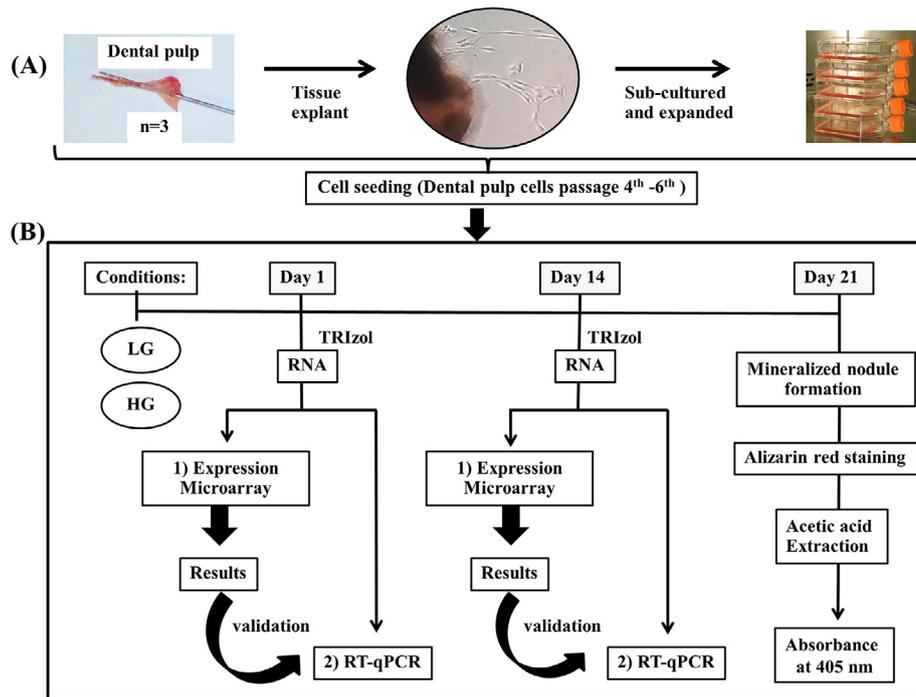 (A)
Dental pulp
n=3
Tissue
explant
Sub-cultured
and expanded
Cell seeding (Dental pulp cells passage 4th -6th )
(B)
Conditions:
LG
HG
Day 1
TRIzol
RNA
1) Expression
Microarray
Results
validation
2) RT-qPCR
Day 14
TRIzol
RNA
1) Expression
Microarray
Results
validation
2) RT-qPCR
Day 21
Mineralized nodule
formation
Alizarin red staining
Acetic acid
Extraction
Absorbance
at 405 nm